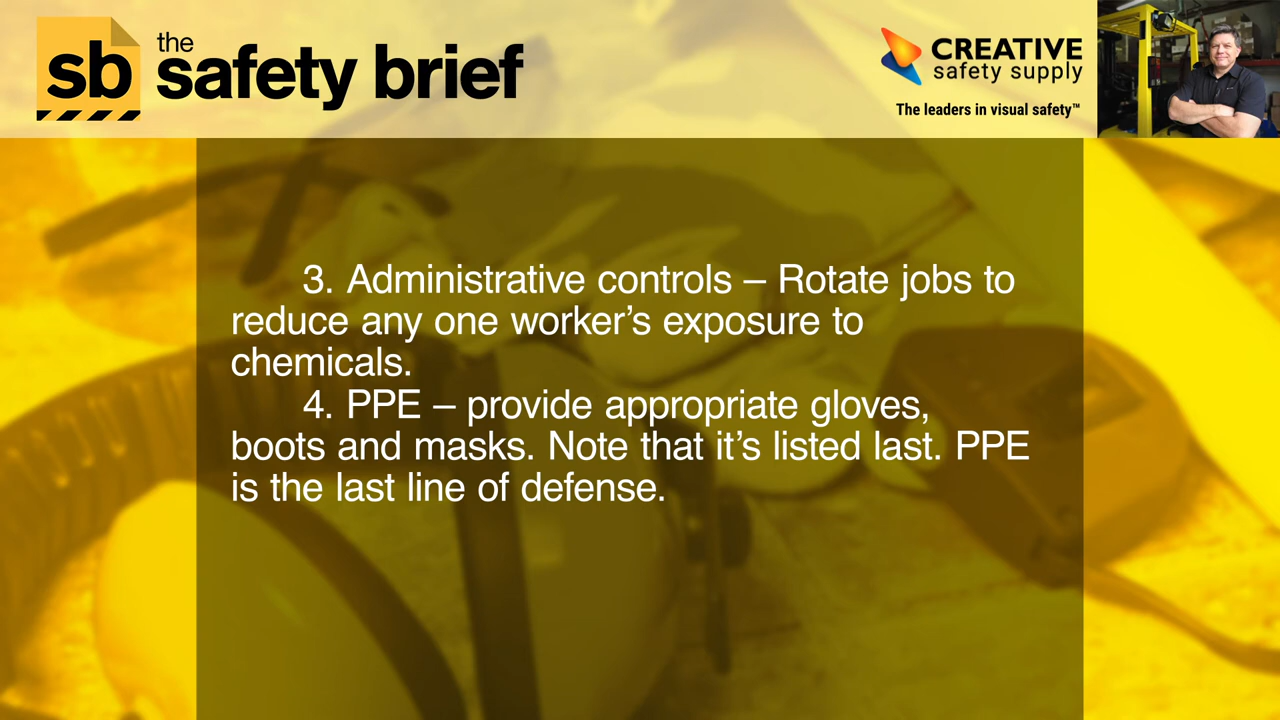 sb
the
safety brief
CREATIVE
safety supply
The leaders in visual safety™
3. Administrative controls – Rotate jobs to
reduce any one worker’s exposure to
chemicals.
4. PPE – provide appropriate gloves,
boots and masks. Note that it’s listed last. PPE
is the last line of defense.